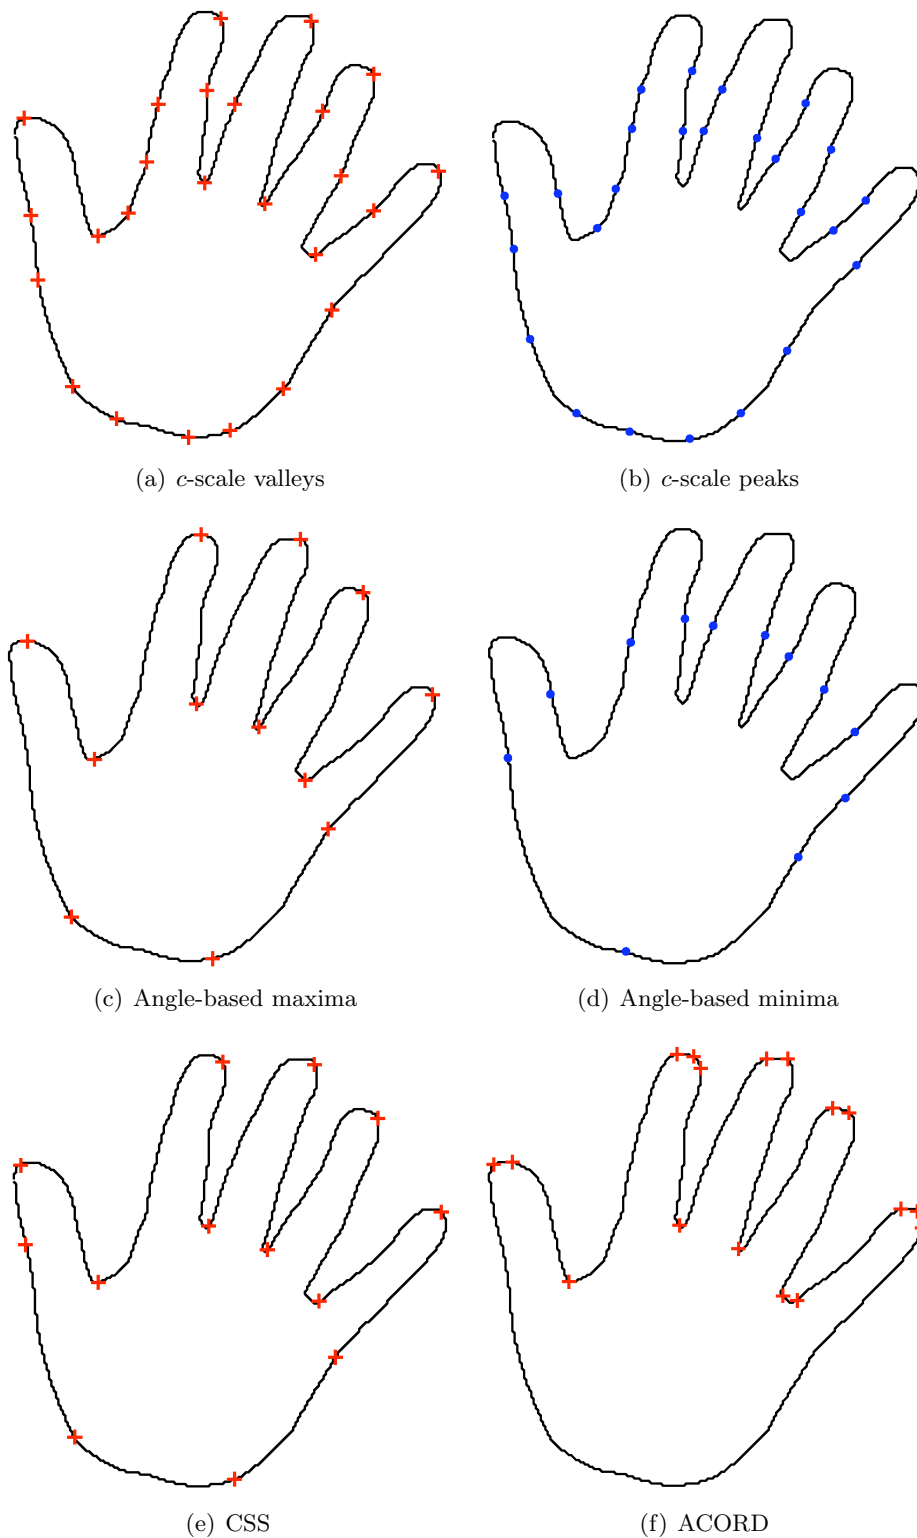 (a) c-scale valleys
(b) c-scale peaks
(c) Angle-based maxima
(d) Angle-based minima
(e) CSS
(f) ACORD